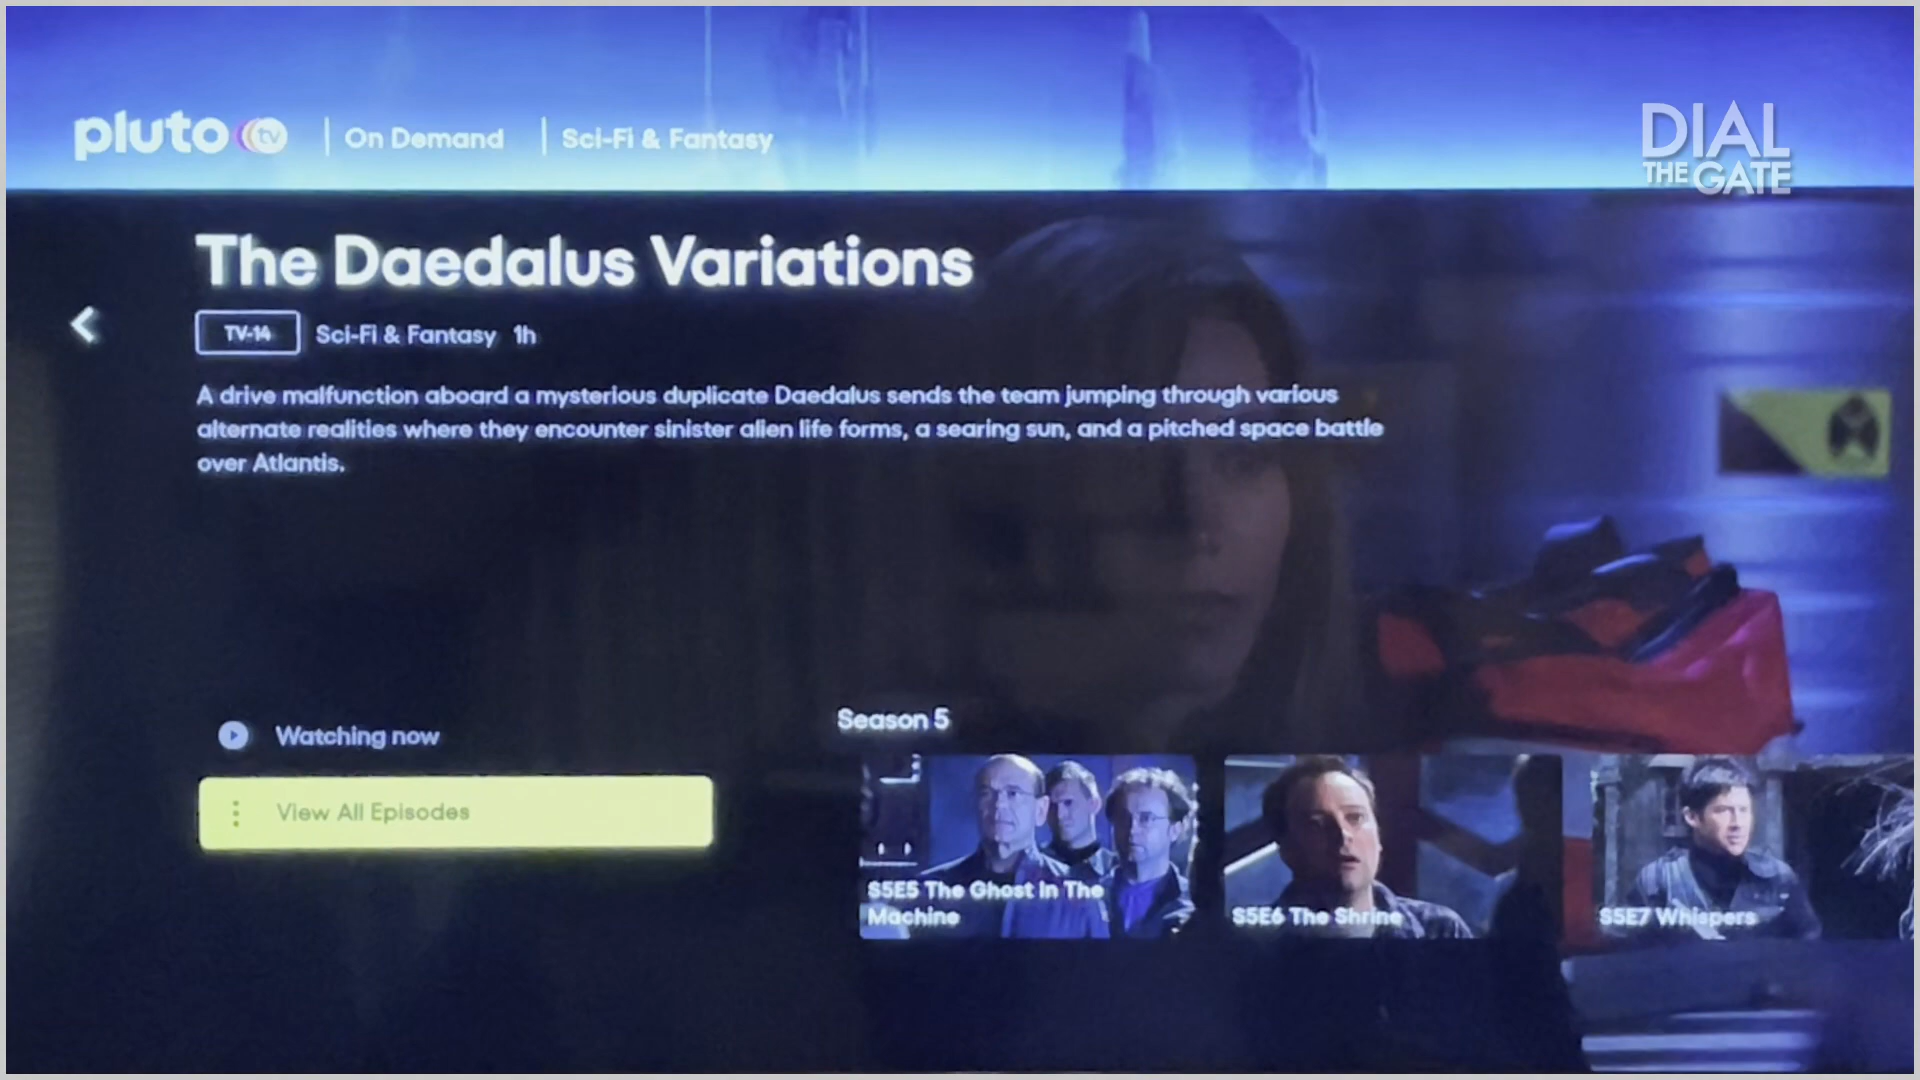 pluto tv
On Demand
Sci-Fi & Fantasy
DIAL
THE GATE
The Daedalus Variations
TV-14 Sci-Fi & Fantasy 1h
A drive malfunction aboard a mysterious duplicate Daedalus sends the team jumping through various
alternate realities where they encounter sinister alien life forms, a searing sun, and a pitched space battle
over Atlantis.
Watching now
View All Episodes
Season 5
S5E5 The Ghost In The
Machine
S5E6 The Shrine
S5E7 Whispers